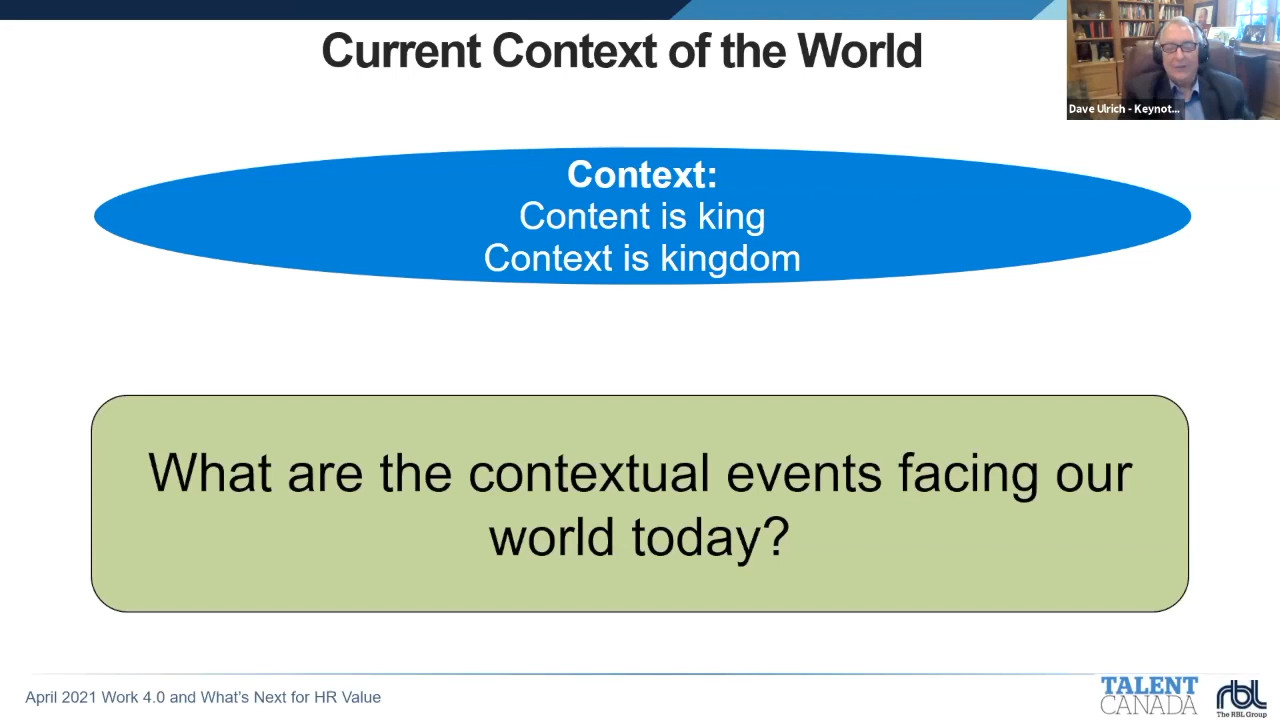 Current Context of the World
Dave Ulrich - Keynot...
Context:
Content is king
Context is kingdom
What are the contextual events facing our
world today?
April 2021 Work 4.0 and What's Next for HR Value
TALENT
CANADA
rbl
The RBL Group